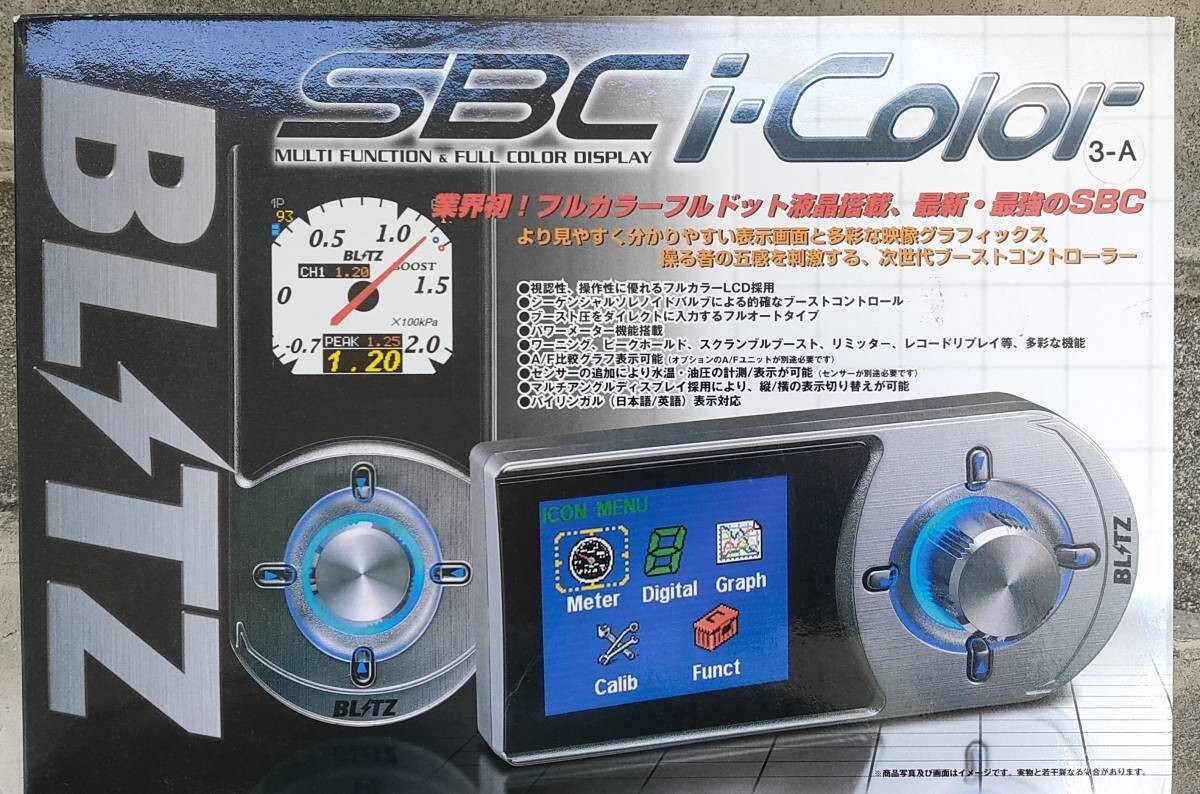 BLITZ
SBC i-Color
3-A
MULTI FUNCTION & FULL COLOR DISPLAY
業界初！フルカラーフルドット液晶搭載、最新・最強のSBC
より見やすく分かりやすい表示画面と多彩な映像グラフィックス
操る者の五感を刺激する、次世代ブーストコントローラー
●視認性、操作性に優れるフルカラーLCD採用
●シーケンシャルソレノイドバルブによる的確なブーストコントロール
●ブースト圧をダイレクトに入力するフルオートタイプ
●パワーメーター機能搭載
●ワーニング、ピークホールド、スクランブルブースト、リミッター、レコードリプレイ等、多彩な機能
●A/F比較グラフ表示可能（オプションのA/Fユニットが別途必要です）
●センサーの追加により水温・油圧の計測/表示が可能（センサーが別途必要です）
●マルチアングルディスプレイ採用により、縦/横の表示切り替えが可能
●バイリンガル（日本語/英語）表示対応
1P
93
0.5 1.0
BLITZ
CH1 1.20 BOOST
0 1.5
×100kPa
-0.7 PEAK 1.25 2.0
1.20
BLITZ
ICON MENU
Meter Digital Graph
Calib Funct
BLITZ
※商品写真及び画面はイメージです。実物と若干異なる場合があります。